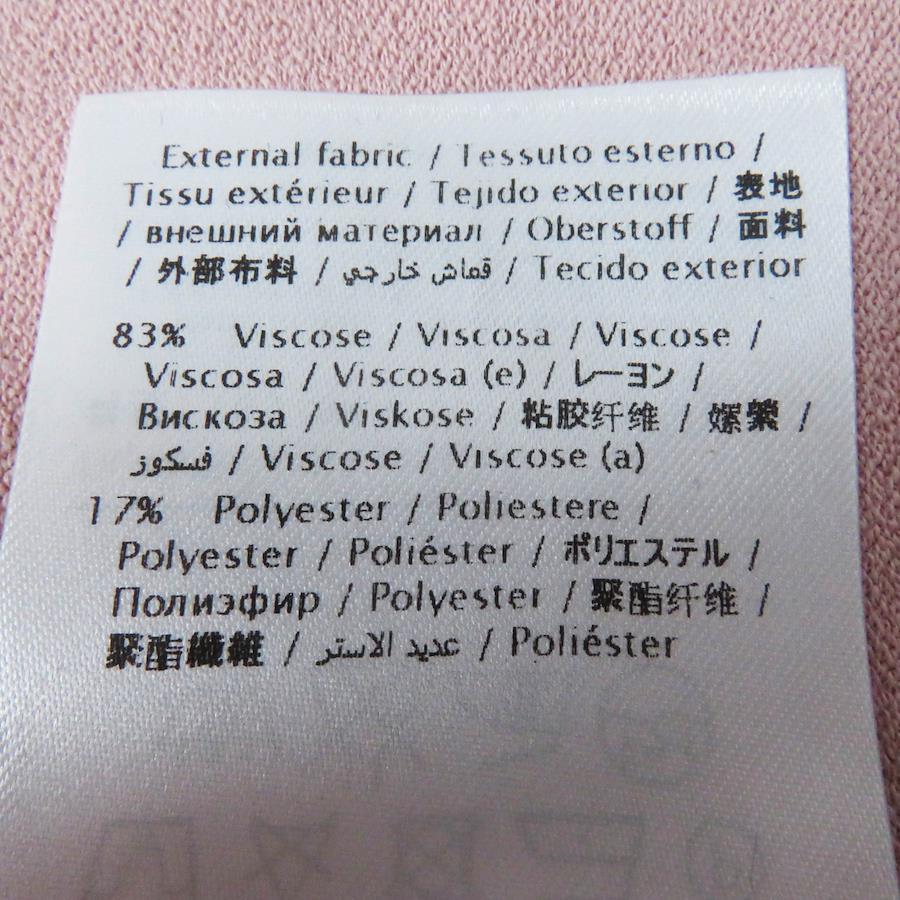 External fabric / Tessuto esterno /
Tissu extérieur / Tejido exterior / 表地
/ внешний материал / Oberstoff / 面料
/ 外部布料 / قماش خارجي / Tecido exterior
83% Viscose / Viscosa / Viscose /
Viscosa / Viscosa (e) / レーヨン /
Вискоза / Viskose / 粘胶纤维 / 嫘縈 /
فسكوز / Viscose / Viscose (a)
17% Polyester / Poliestere /
Polyester / Poliéster / ポリエステル /
Полиэфир / Polyester / 聚酯纤维 /
聚酯纖維 / عديد الاستر / Poliéster